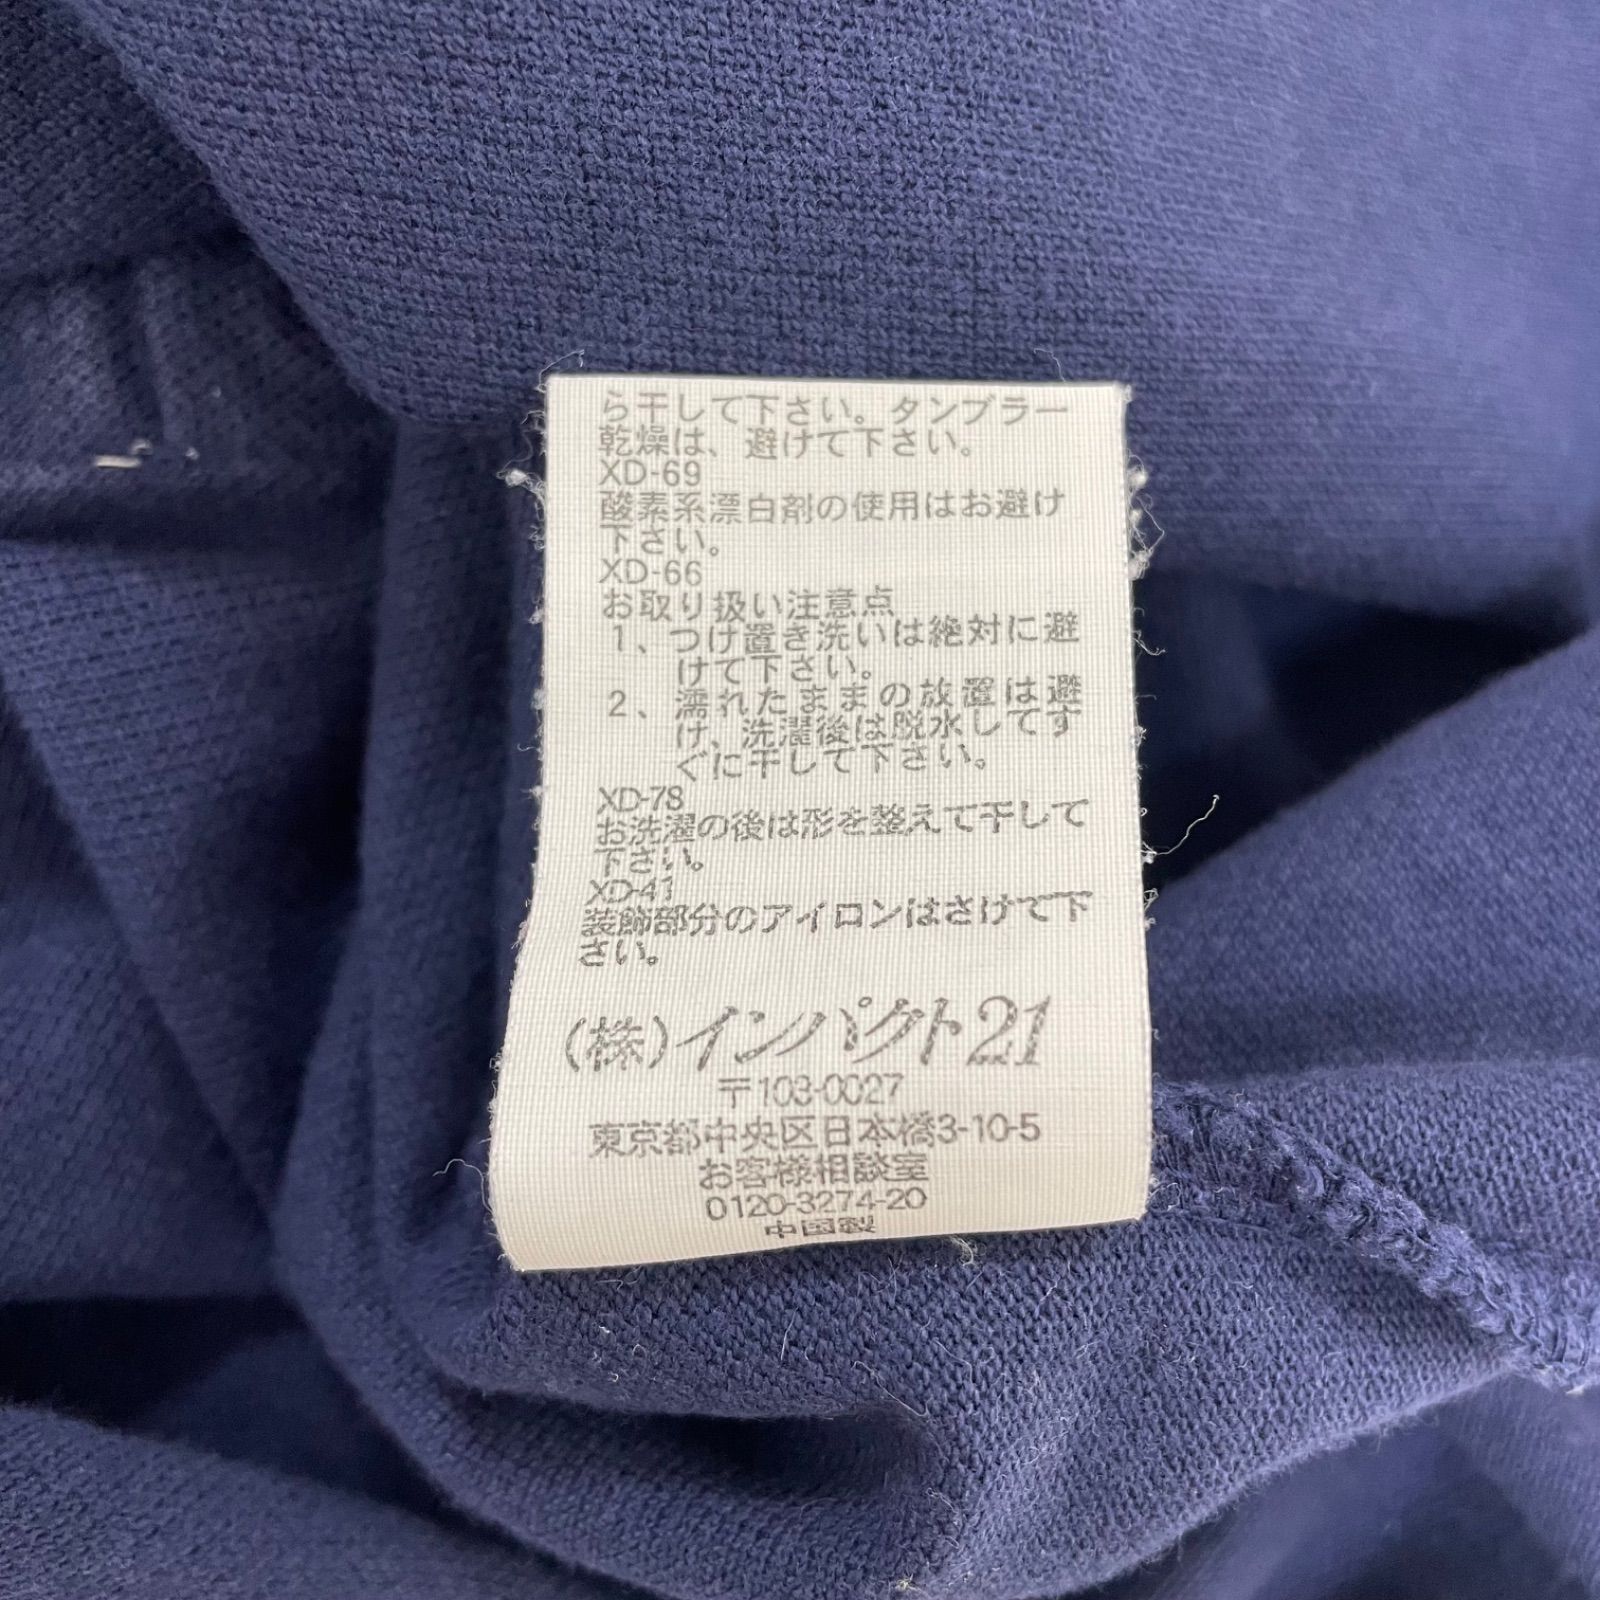 ら干して下さい。タンブラー
乾燥は、避けて下さい。
XD-69
酸素系漂白剤の使用はお避け
下さい。
XD-66
お取り扱い注意点
1、つけ置き洗いは絶対に避
けて下さい。
2、濡れたままの放置は避
け、洗濯後は脱水してす
ぐに干して下さい。
XD-78
お洗濯の後は形を整えて干して
下さい。
XD-41
装飾部分のアイロンはさけて下
さい。
(株)インパクト21
〒103-0027
東京都中央区日本橋3-10-5
お客様相談室
0120-3274-20
中国製